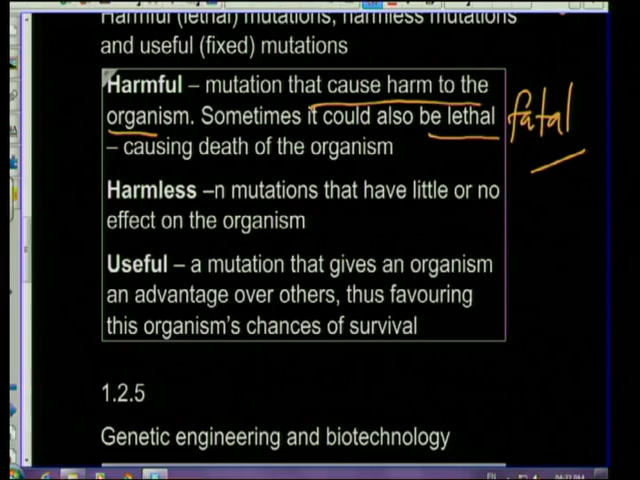 Harmful (lethal) mutations, harmless mutations
and useful (fixed) mutations
Harmful – mutation that cause harm to the
organism. Sometimes it could also be lethal fatal
– causing death of the organism
Harmless –n mutations that have little or no
effect on the organism
Useful – a mutation that gives an organism
an advantage over others, thus favouring
this organism's chances of survival
1.2.5
Genetic engineering and biotechnology
EN